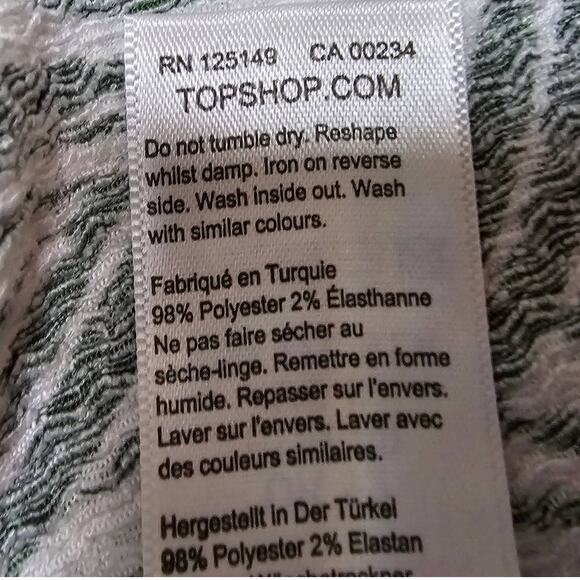 RN 125149 CA 00234
TOPSHOP.COM
Do not tumble dry. Reshape
whilst damp. Iron on reverse
side. Wash inside out. Wash
with similar colours.
Fabriqué en Turquie
98% Polyester 2% Élasthanne
Ne pas faire sécher au
sèche-linge. Remettre en forme
humide. Repasser sur l'envers.
Laver sur l'envers. Laver avec
des couleurs similaires.
Hergestellt in Der Türkei
98% Polyester 2% Elastan